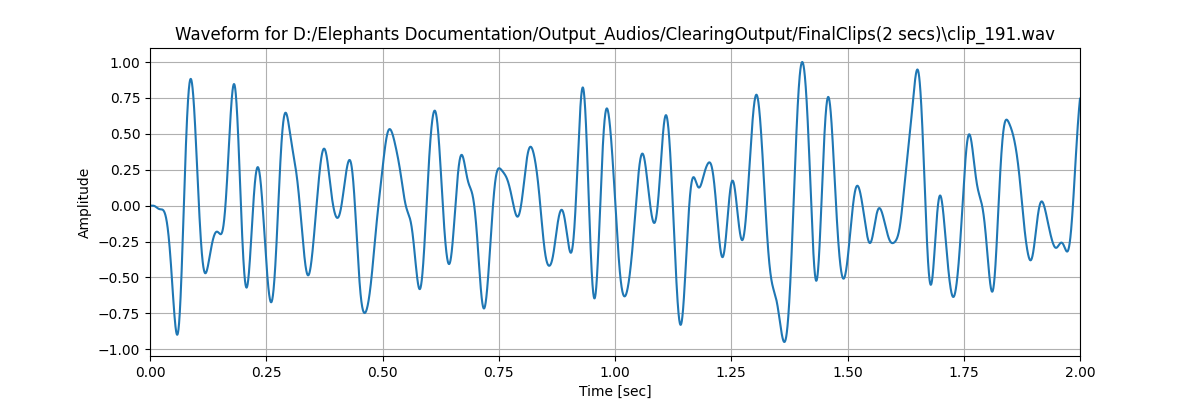 Waveform for D:/Elephants Documentation/Output_Audios/ClearingOutput/FinalClips(2 secs)\clip_191.wav
1.00
0.75
0.50
0.25
0.00
−0.25
−0.50
−0.75
−1.00
Amplitude
0.00 0.25 0.50 0.75 1.00 1.25 1.50 1.75 2.00
Time [sec]